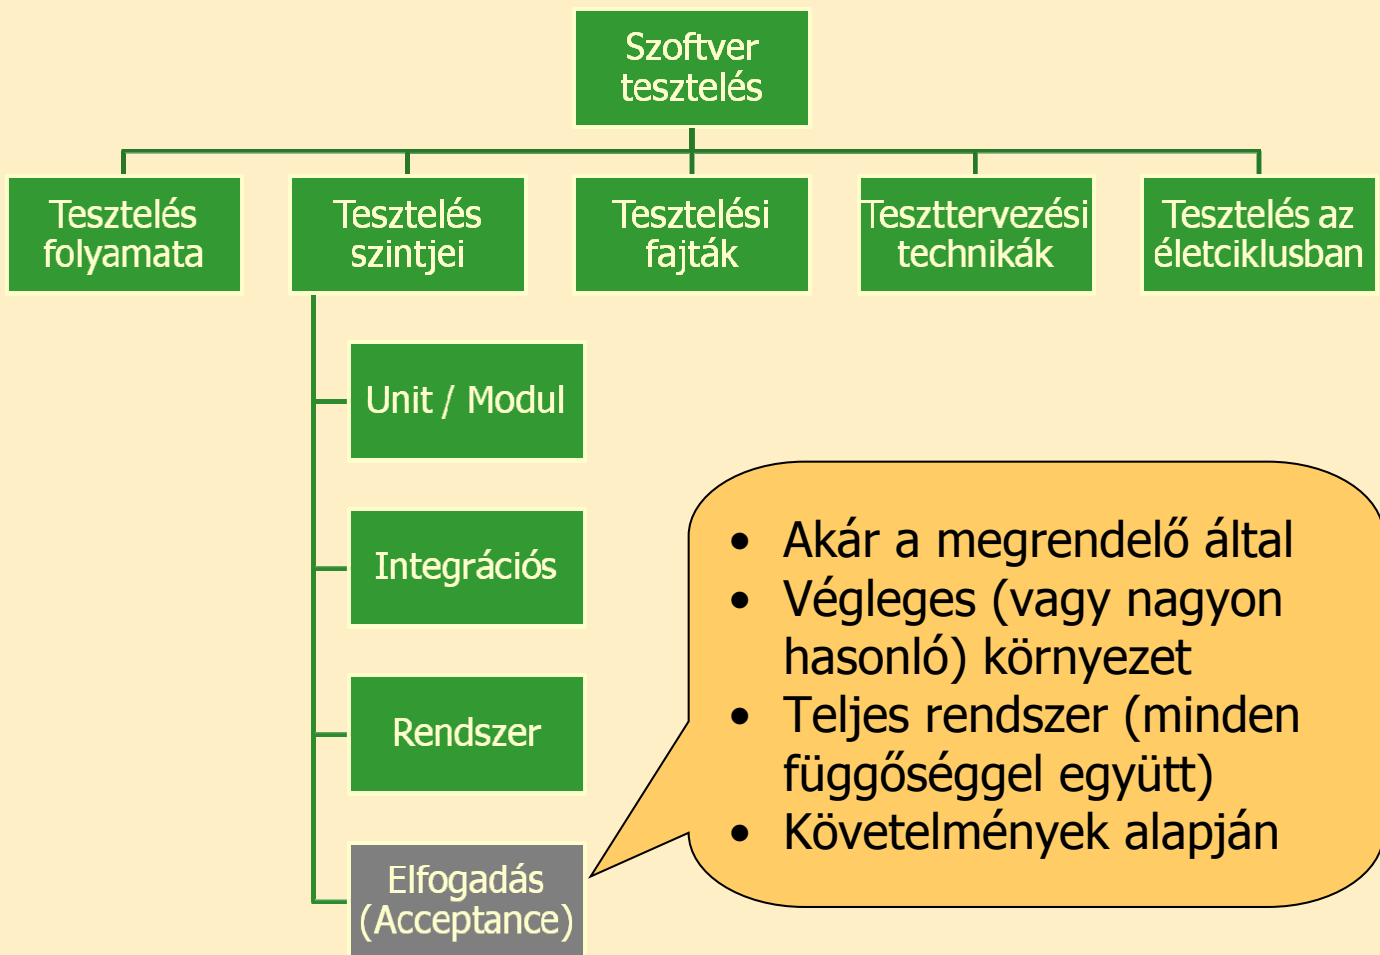 Szoftver
tesztelés
Tesztelés
folyamata
Tesztelés
szintjei
Tesztelési
fajták
Teszttervezési
technikák
Tesztelés az
életciklusban
Unit / Modul
Integrációs
Rendszer
Elfogadás
(Acceptance)
• Akár a megrendelő által
• Végleges (vagy nagyon
hasonló) környezet
• Teljes rendszer (minden
függőséggel együtt)
• Követelmények alapján